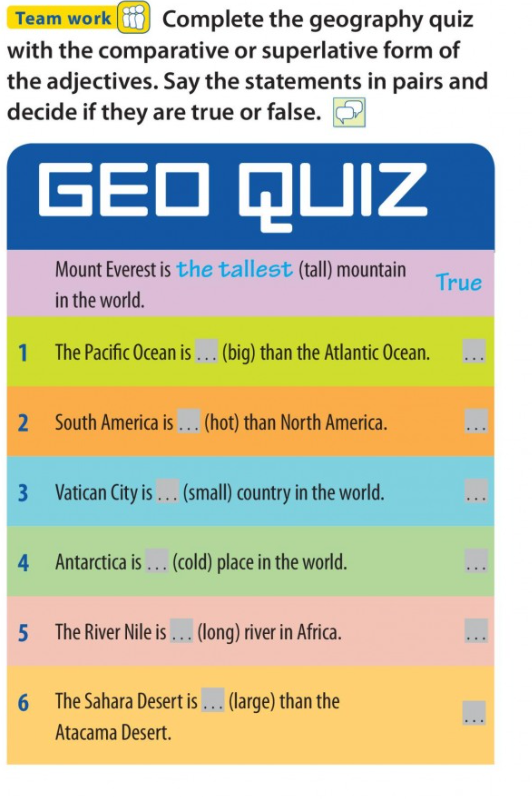 Team work Complete the geography quiz
with the comparative or superlative form of
the adjectives. Say the statements in pairs and
decide if they are true or false.
GEO QUIZ
Mount Everest is the tallest (tall) mountain
in the world.
True
1 The Pacific Ocean is ... (big) than the Atlantic Ocean. ...
2 South America is ... (hot) than North America. ...
3 Vatican City is ... (small) country in the world. ...
4 Antarctica is ... (cold) place in the world. ...
5 The River Nile is ... (long) river in Africa. ...
6 The Sahara Desert is ... (large) than the
Atacama Desert.
...